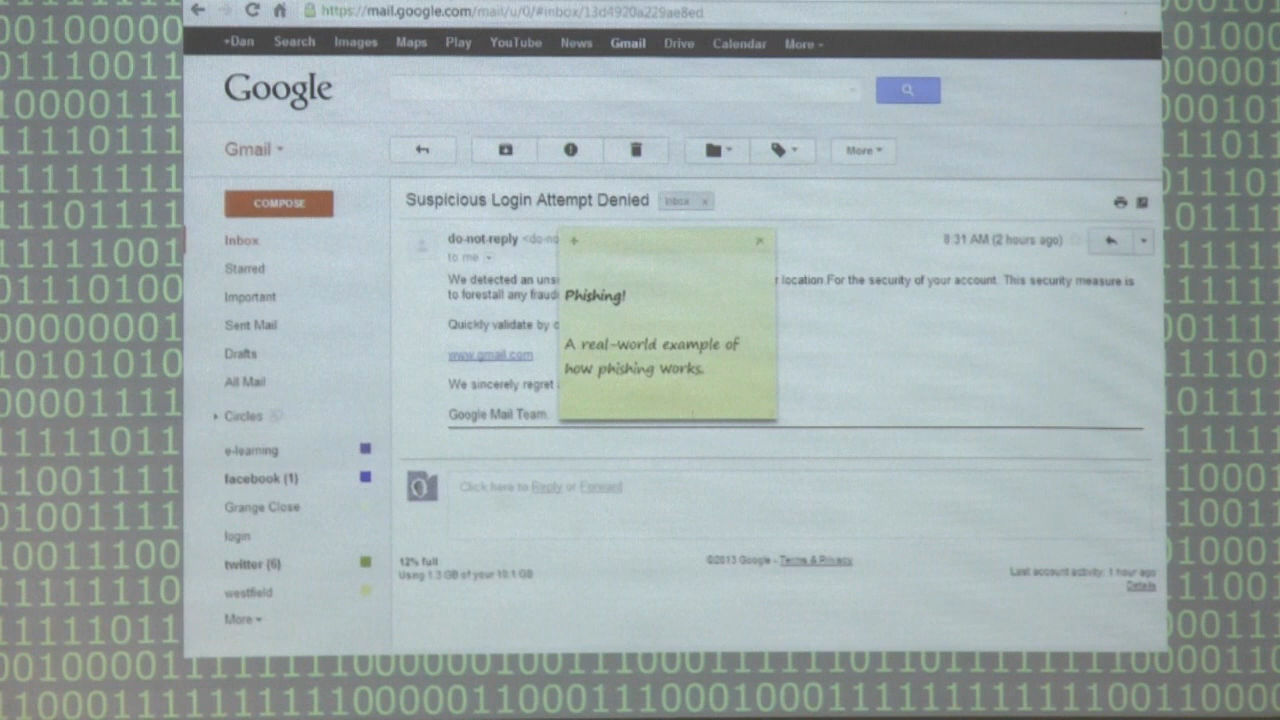 https://mail.google.com/mail/u/0/#inbox/13d4920a229ae8ed
+Dan Search Images Maps Play YouTube News Gmail Drive Calendar More
Google
Gmail
More
COMPOSE
Suspicious Login Attempt Denied Inbox x
Inbox
do-not-reply
8:31 AM (2 hours ago)
to me
Starred
We detected an
location.For the security of your account. This security measure is
Important
to forestall any
Phishing!
Sent Mail
Quickly validate by
A real-world example of
how phishing works.
Drafts
www.gmail.com
All Mail
We sincerely regret
Circles
Google Mail Team.
e-learning
facebook (1)
Click here to Reply or Forward
Grange Close
login
twitter (6)
12% full
©2013 Google - Terms & Privacy
Using 1.3 GB of your 10.1 GB
Last account activity: 1 hour ago
Details
westfield
More